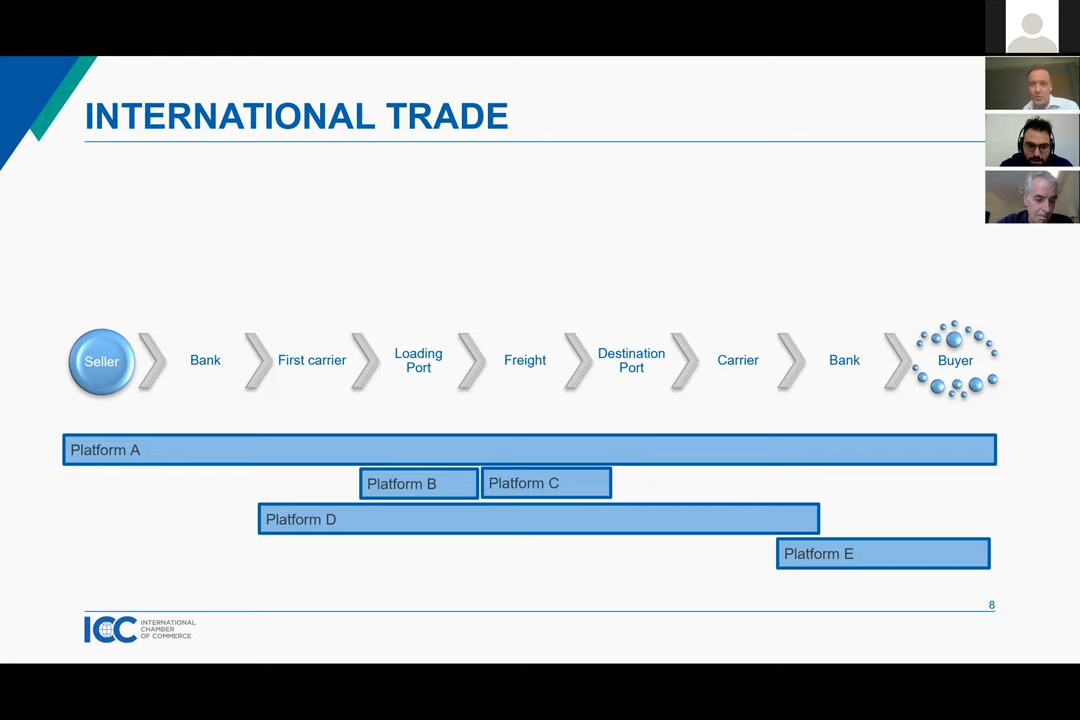 INTERNATIONAL TRADE
Seller
Bank
First carrier
Loading
Port
Freight
Destination
Port
Carrier
Bank
Buyer
Platform A
Platform B
Platform C
Platform D
Platform E
8
ICC
INTERNATIONAL
CHAMBER
OF COMMERCE